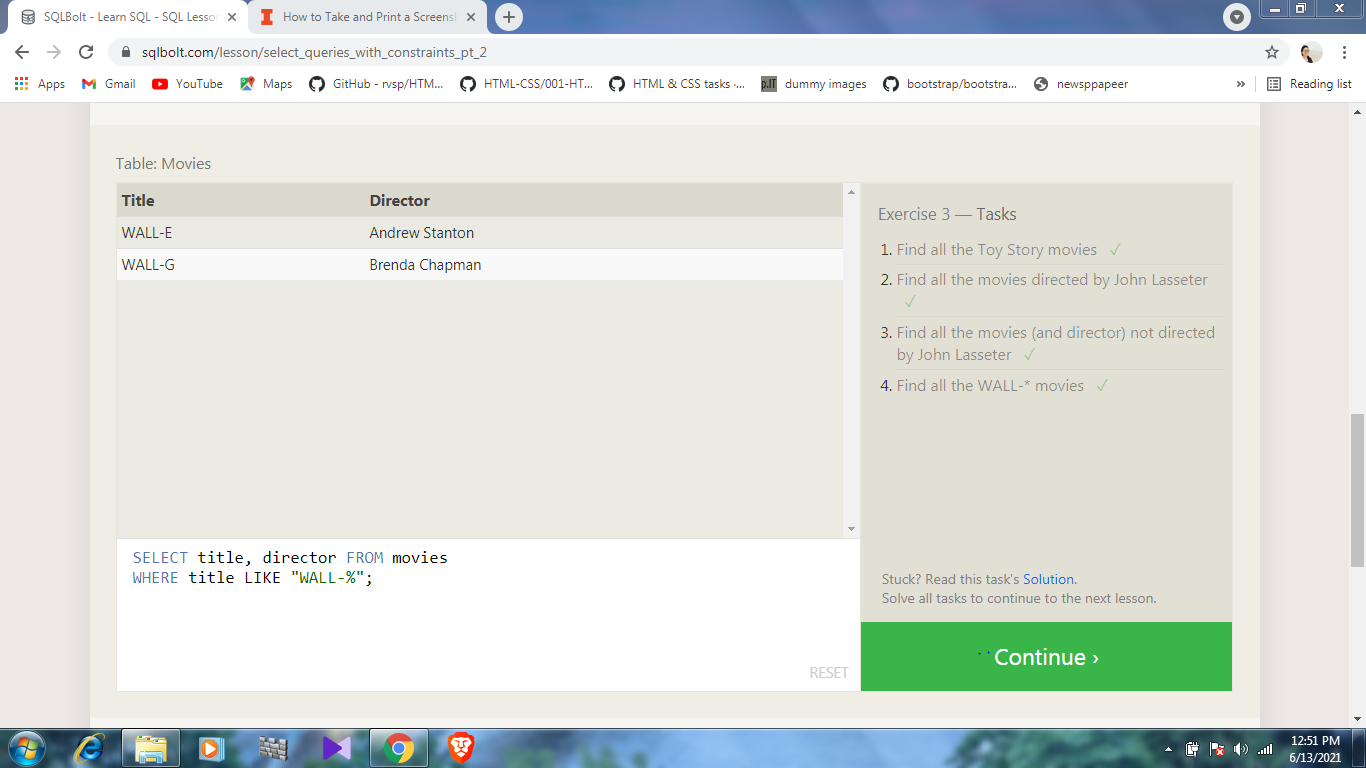 SQLBolt - Learn SQL - SQL Lesson
How to Take and Print a Screensh
sqlbolt.com/lesson/select_queries_with_constraints_pt_2
Apps Gmail YouTube Maps GitHub - rvsp/HTM... HTML-CSS/001-HT... HTML & CSS tasks -... p.IT dummy images bootstrap/bootstra... newsppapeer » Reading list
Table: Movies
Title Director
WALL-E Andrew Stanton
WALL-G Brenda Chapman
SELECT title, director FROM movies
WHERE title LIKE "WALL-%";
RESET
Exercise 3 — Tasks
1. Find all the Toy Story movies ✓
2. Find all the movies directed by John Lasseter
✓
3. Find all the movies (and director) not directed
by John Lasseter ✓
4. Find all the WALL-* movies ✓
Stuck? Read this task's Solution.
Solve all tasks to continue to the next lesson.
Continue ›
12:51 PM
6/13/2021